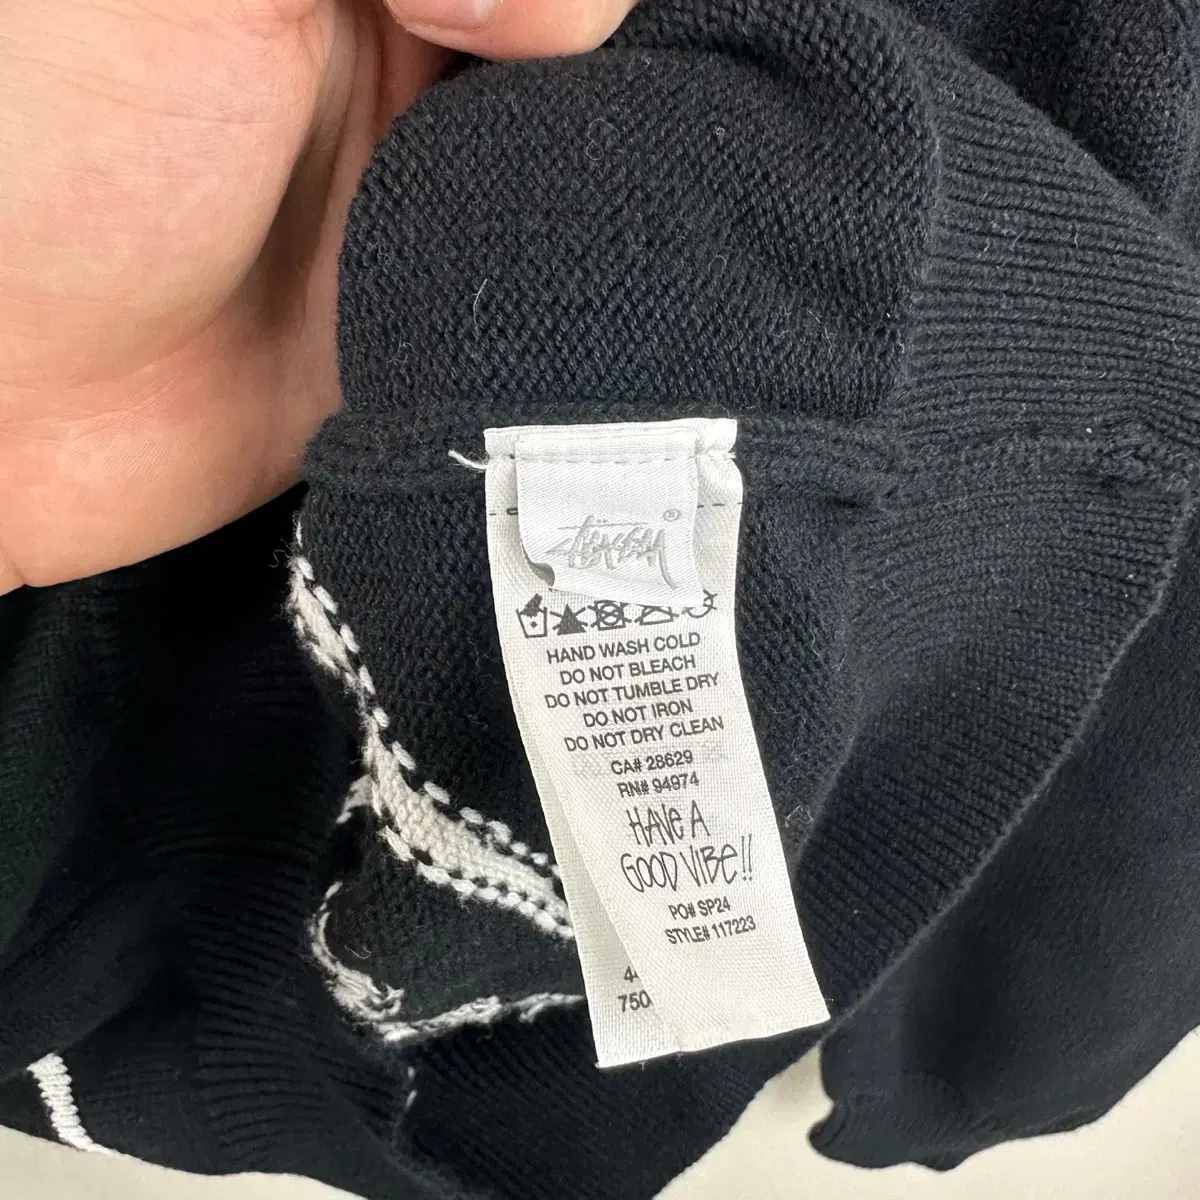 Stüssy®
HAND WASH COLD
DO NOT BLEACH
DO NOT TUMBLE DRY
DO NOT IRON
DO NOT DRY CLEAN
CA# 28629
RN# 94974
HAVE A
GOOD VIBE!!
PO# SP24
STYLE# 117223
750